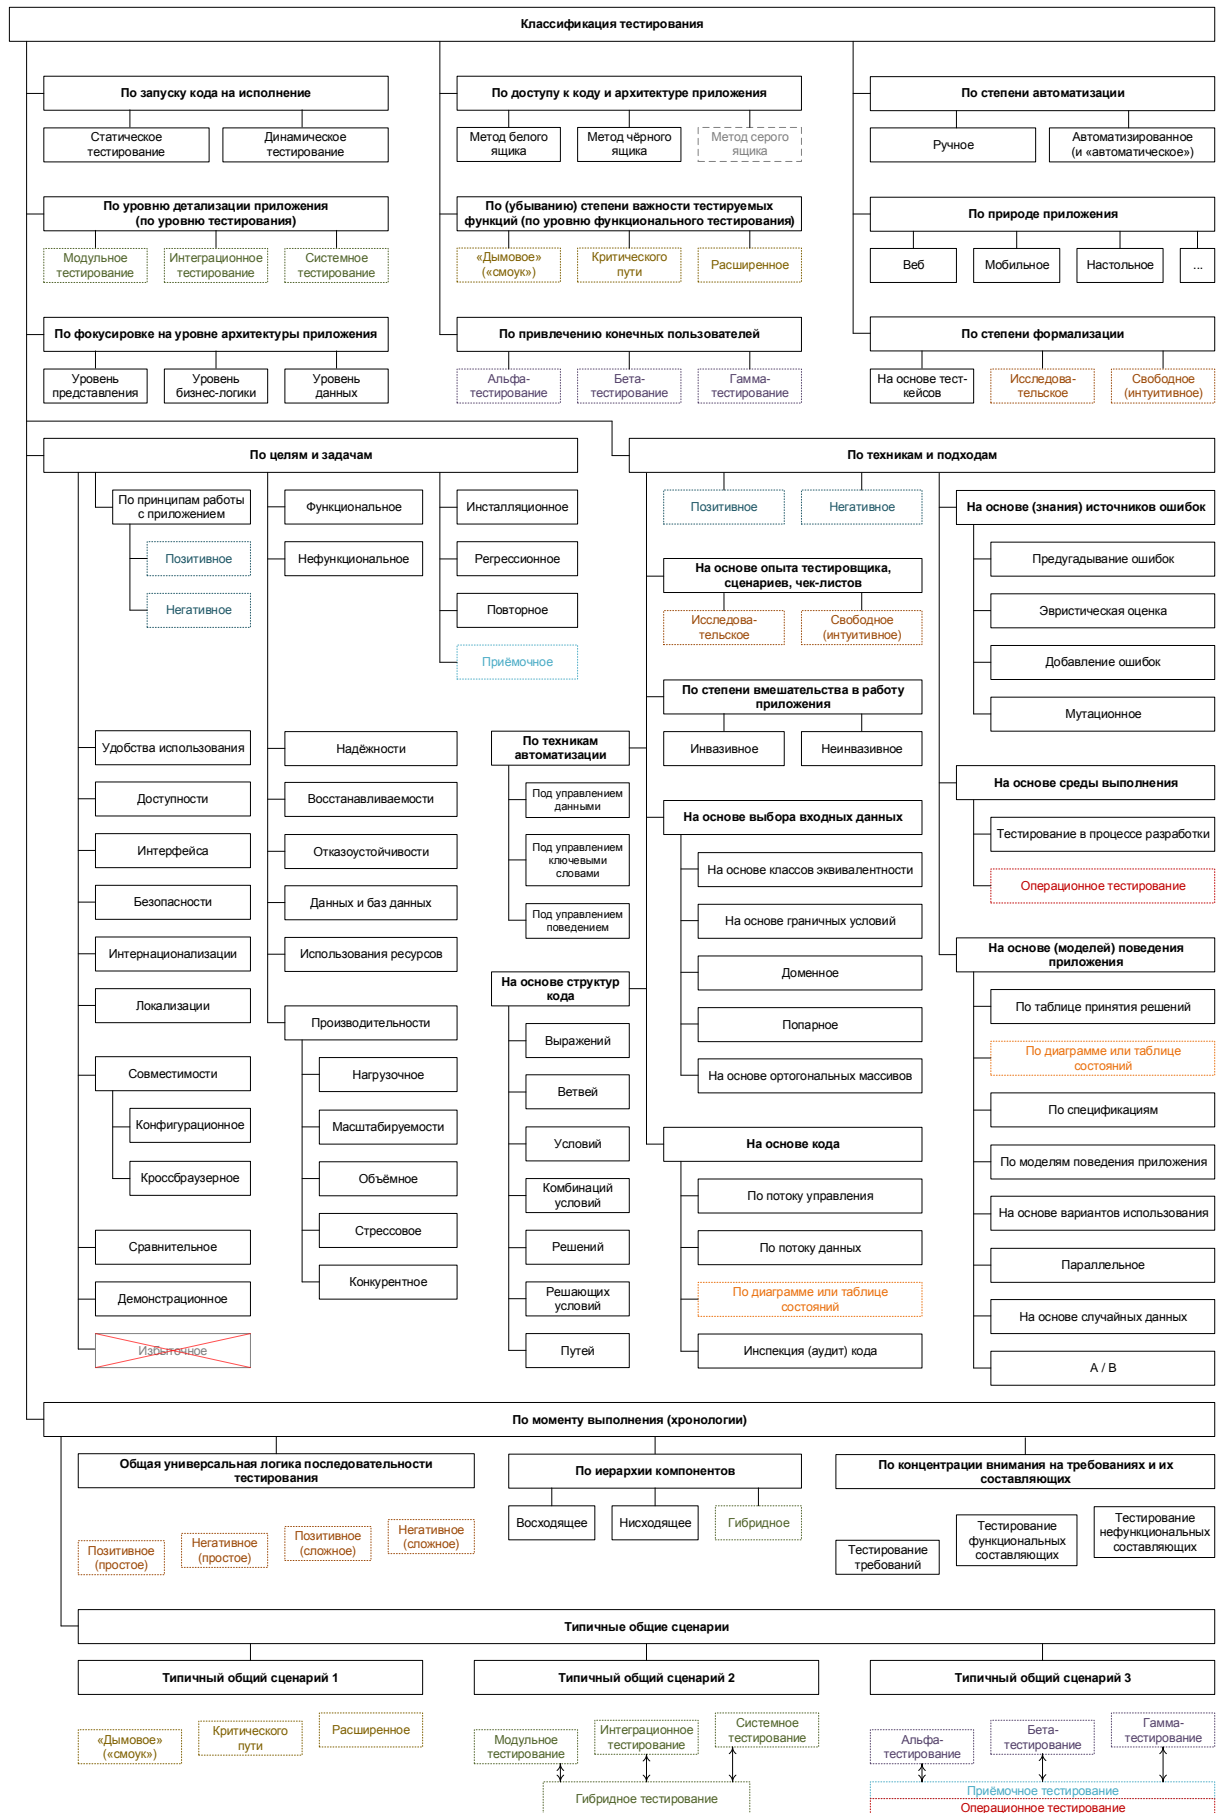 Классификация тестирования
По запуску кода на исполнение
Статическое
тестирование
Динамическое
тестирование
По доступу к коду и архитектуре приложения
Метод белого
ящика
Метод чёрного
ящика
Метод серого
ящика
По степени автоматизации
Ручное
Автоматизированное
(и «автоматическое»)
По уровню детализации приложения
(по уровню тестирования)
Модульное
тестирование
Интеграционное
тестирование
Системное
тестирование
По (убыванию) степени важности тестируемых
функций (по уровню функционального тестирования)
«Дымовое»
(«смоук»)
Критического
пути
Расширенное
По природе приложения
Веб
Мобильное
Настольное
...
По фокусировке на уровне архитектуры приложения
Уровень
представления
Уровень
бизнес-логики
Уровень
данных
По привлечению конечных пользователей
Альфа-
тестирование
Бета-
тестирование
Гамма-
тестирование
По степени формализации
На основе тест-
кейсов
Исследова-
тельское
Свободное
(интуитивное)
По целям и задачам
По принципам работы
с приложением
Позитивное
Негативное
Функциональное
Нефункциональное
Инсталляционное
Регрессионное
Повторное
Приёмочное
Удобства использования
Доступности
Интерфейса
Безопасности
Интернационализации
Локализации
Совместимости
Конфигурационное
Кроссбраузерное
Сравнительное
Демонстрационное
Избыточное
Надёжности
Восстанавливаемости
Отказоустойчивости
Данных и баз данных
Использования ресурсов
Производительности
Нагрузочное
Масштабируемости
Объёмное
Стрессовое
Конкурентное
По техникам и подходам
Позитивное
Негативное
На основе опыта тестировщика,
сценариев, чек-листов
Исследова-
тельское
Свободное
(интуитивное)
По степени вмешательства в работу
приложения
Инвазивное
Неинвазивное
По техникам
автоматизации
Под управлением
данными
Под управлением
ключевыми
словами
Под управлением
поведением
На основе выбора входных данных
На основе классов эквивалентности
На основе граничных условий
Доменное
Попарное
На основе ортогональных массивов
На основе структур
кода
Выражений
Ветвей
Условий
Комбинаций
условий
Решений
Решающих
условий
Путей
На основе кода
По потоку управления
По потоку данных
По диаграмме или таблице
состояний
Инспекция (аудит) кода
На основе (знания) источников ошибок
Предугадывание ошибок
Эвристическая оценка
Добавление ошибок
Мутационное
На основе среды выполнения
Тестирование в процессе разработки
Операционное тестирование
На основе (моделей) поведения
приложения
По таблице принятия решений
По диаграмме или таблице
состояний
По спецификациям
По моделям поведения приложения
На основе вариантов использования
Параллельное
На основе случайных данных
A / B
По моменту выполнения (хронологии)
Общая универсальная логика последовательности
тестирования
Позитивное
(простое)
Негативное
(простое)
Позитивное
(сложное)
Негативное
(сложное)
По иерархии компонентов
Восходящее
Нисходящее
Гибридное
По концентрации внимания на требованиях и их
составляющих
Тестирование
требований
Тестирование
функциональных
составляющих
Тестирование
нефункциональных
составляющих
Типичные общие сценарии
Типичный общий сценарий 1
«Дымовое»
(«смоук»)
Критического
пути
Расширенное
Типичный общий сценарий 2
Модульное
тестирование
Интеграционное
тестирование
Системное
тестирование
Гибридное тестирование
Типичный общий сценарий 3
Альфа-
тестирование
Бета-
тестирование
Гамма-
тестирование
Приёмочное тестирование
Операционное тестирование